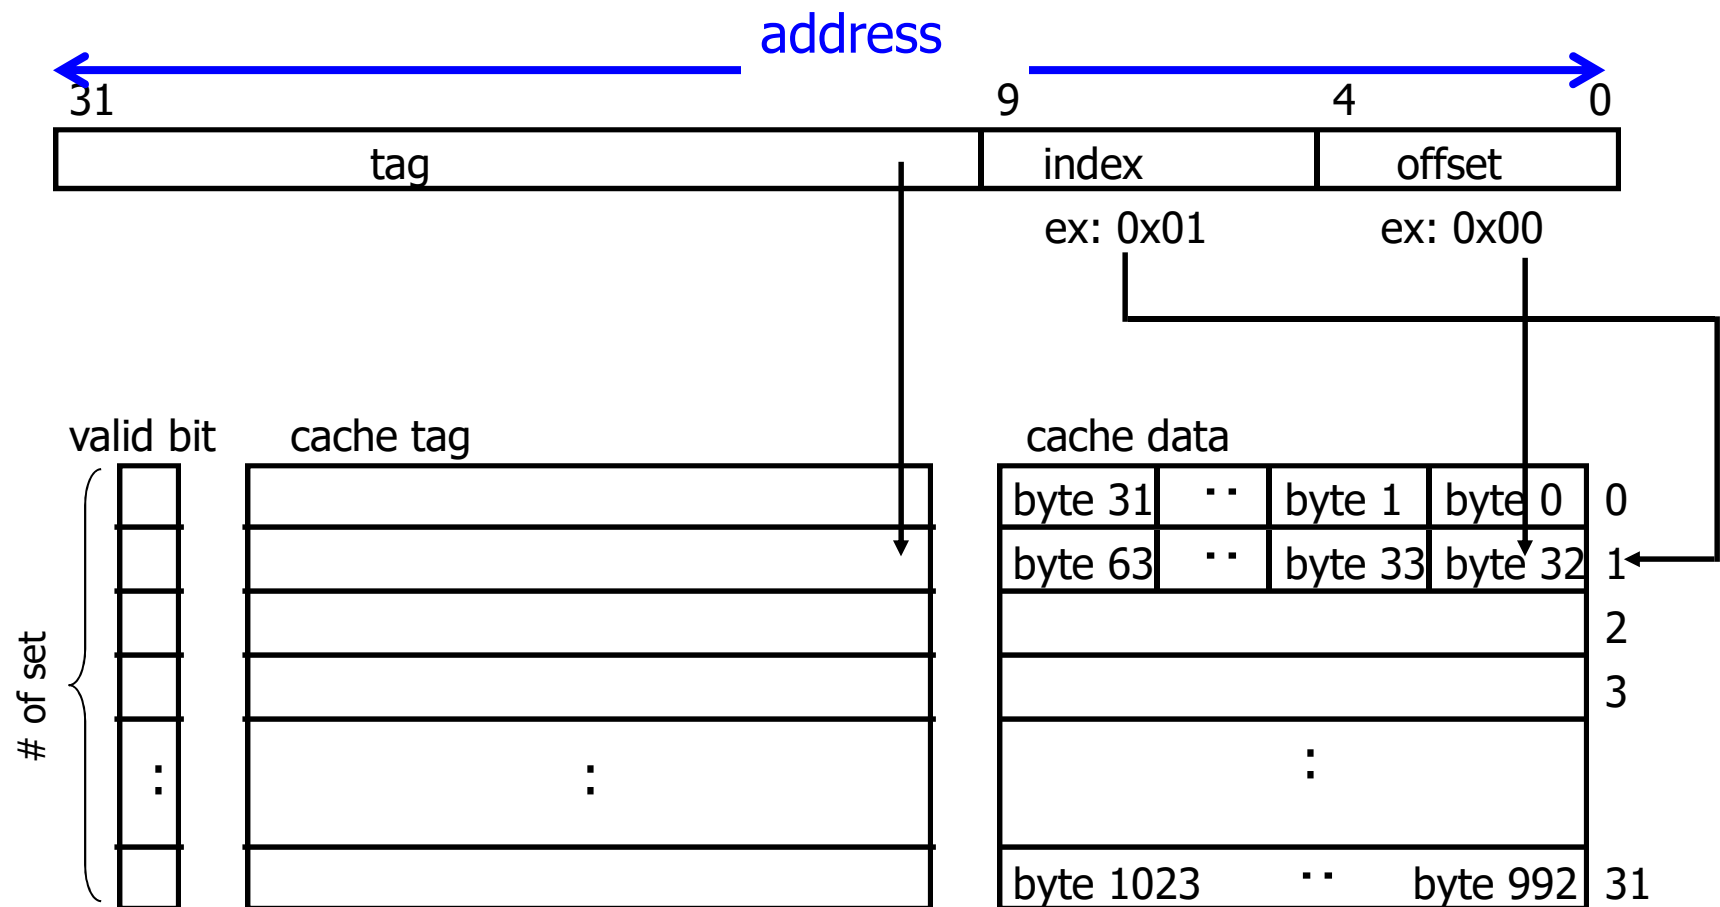 address
31 9 4 0
tag index offset
ex: 0x01 ex: 0x00
valid bit cache tag cache data
byte 31 .. byte 1 byte 0 0
byte 63 .. byte 33 byte 32 1
2
# of set
3
: : :
byte 1023 .. byte 992 31